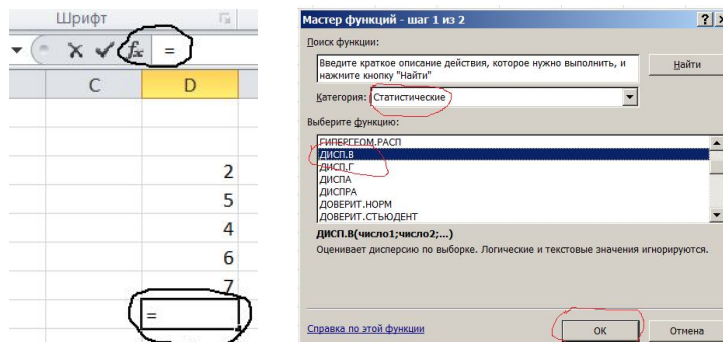 Шрифт
fx =
C D
2
5
4
6
7
=
Мастер функций - шаг 1 из 2
Поиск функции:
Введите краткое описание действия, которое нужно выполнить, и
нажмите кнопку "Найти"
Найти
Категория: Статистические
Выберите функцию:
ГИПЕРГЕОМ.РАСП
ДИСП.В
ДИСП.Г
ДИСПА
ДИСПРА
ДОВЕРИТ.НОРМ
ДОВЕРИТ.СТЬЮДЕНТ
ДИСП.В(число1;число2;...)
Оценивает дисперсию по выборке. Логические и текстовые значения игнорируются.
Справка по этой функции
ОК
Отмена